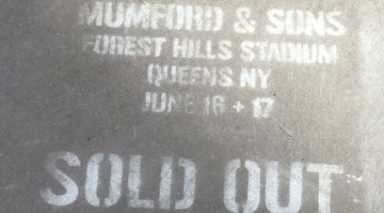 MUMFORD & SONS
FOREST HILLS STADIUM
QUEENS NY
JUNE 16 + 17
SOLD OUT